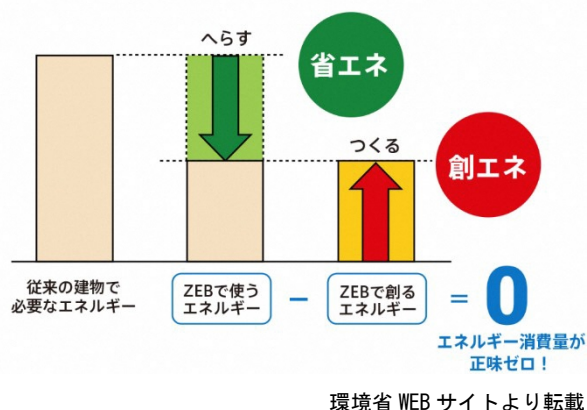 へらす
省エネ
つくる
創エネ
従来の建物で
必要なエネルギー
ZEBで使う
エネルギー
−
ZEBで創る
エネルギー
= 0
エネルギー消費量が
正味ゼロ！
環境省 WEB サイトより転載